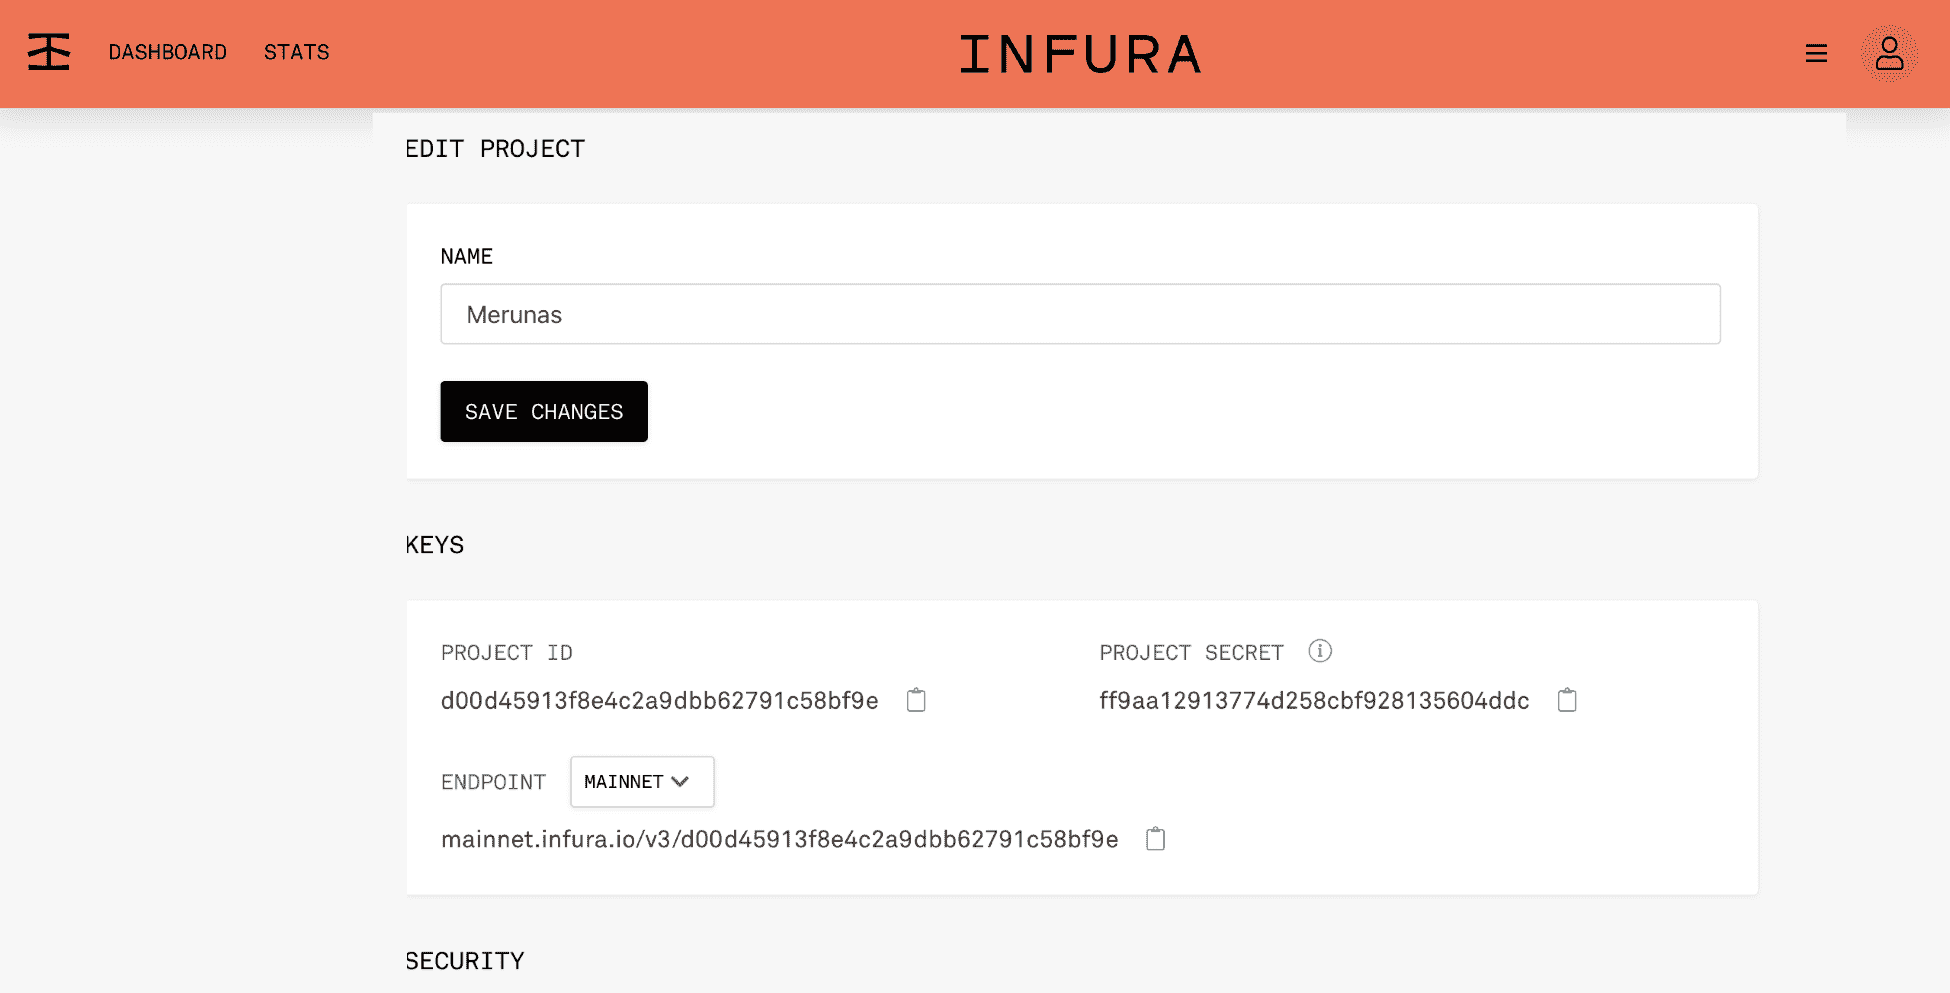 DASHBOARD STATS INFURA
EDIT PROJECT
NAME
Merunas
SAVE CHANGES
KEYS
PROJECT ID PROJECT SECRET
d00d45913f8e4c2a9dbb62791c58bf9e ff9aa12913774d258cbf928135604ddc
ENDPOINT MAINNET
mainnet.infura.io/v3/d00d45913f8e4c2a9dbb62791c58bf9e
SECURITY